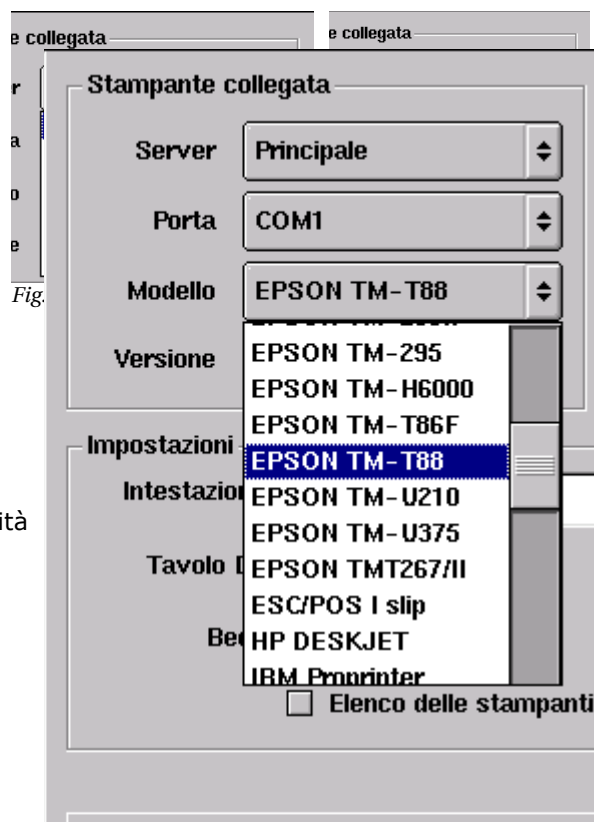 e collegata
e collegata
r
a
o
e
Fig.
Stampante collegata
Server Principale
Porta COM1
Modello EPSON TM-T88
Versione
EPSON TM-295
EPSON TM-H6000
EPSON TM-T86F
EPSON TM-T88
EPSON TM-U210
EPSON TM-U375
EPSON TMT267/II
ESC/POS I slip
HP DESKJET
IBM Proprinter
Impostazioni
Intestazio
ità
Tavolo
Elenco delle stampanti